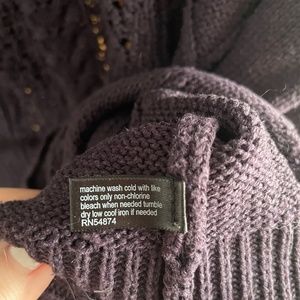 machine wash cold with like
colors only non-chlorine
bleach when needed tumble
dry low cool iron if needed
RN54874